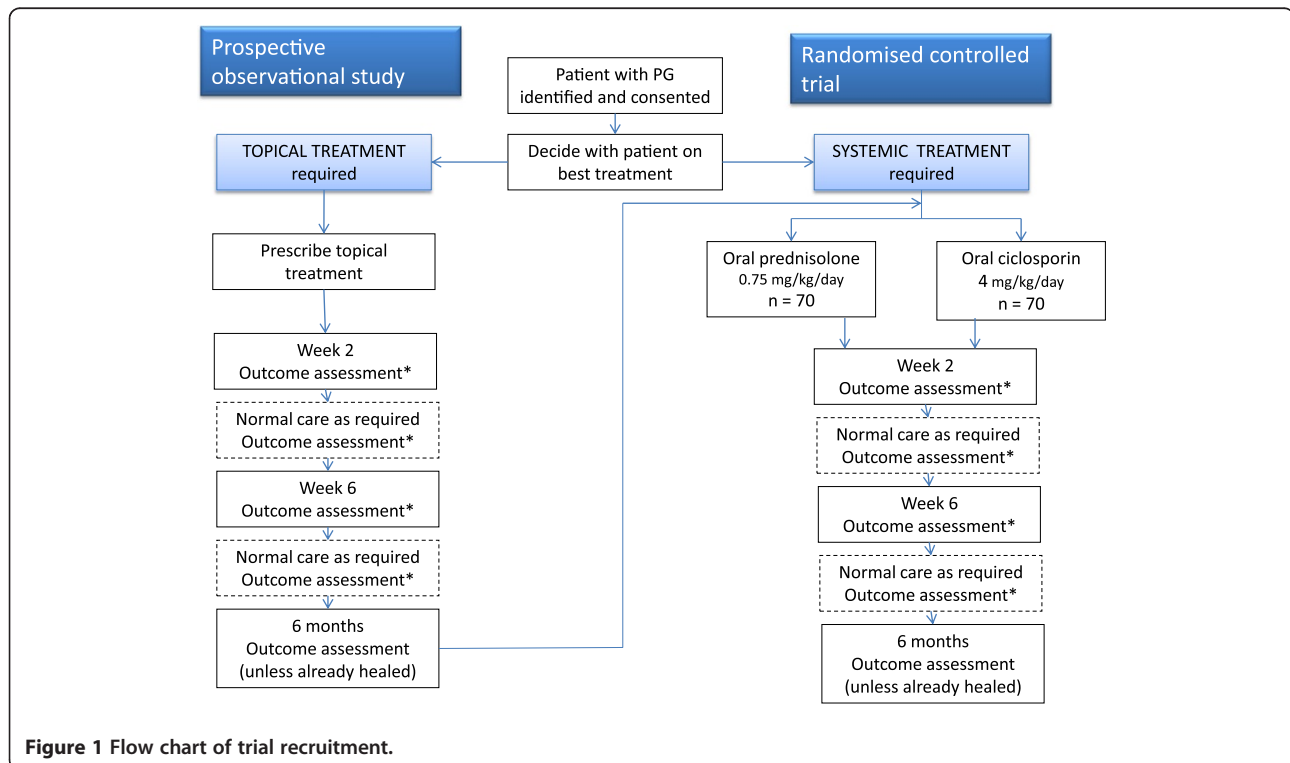 Prospective
observational study
Randomised controlled
trial
Patient with PG
identified and consented
Decide with patient on
best treatment
TOPICAL TREATMENT
required
Prescribe topical
treatment
Week 2
Outcome assessment*
Normal care as required
Outcome assessment*
Week 6
Outcome assessment*
Normal care as required
Outcome assessment*
6 months
Outcome assessment
(unless already healed)
SYSTEMIC TREATMENT
required
Oral prednisolone
0.75 mg/kg/day
n = 70
Oral ciclosporin
4 mg/kg/day
n = 70
Week 2
Outcome assessment*
Normal care as required
Outcome assessment*
Week 6
Outcome assessment*
Normal care as required
Outcome assessment*
6 months
Outcome assessment
(unless already healed)
Figure 1 Flow chart of trial recruitment.